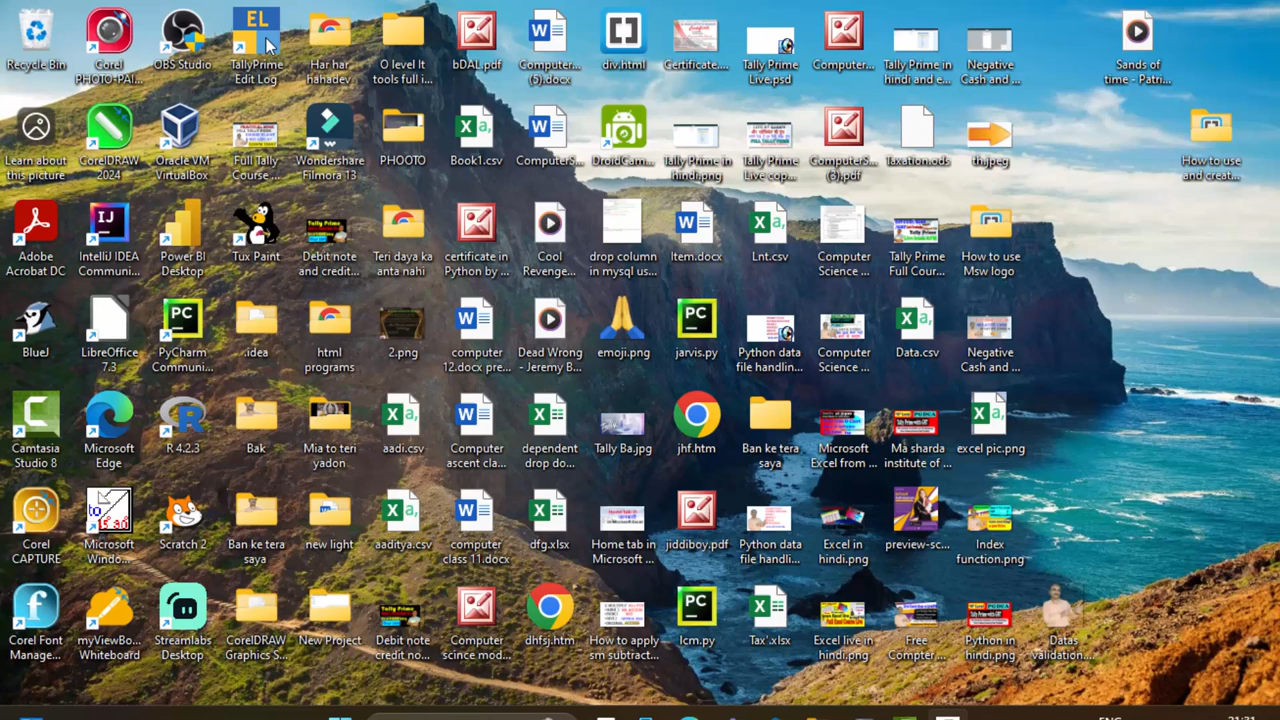 Recycle Bin
Corel
PHOTO-PAI...
OBS Studio
EL
TallyPrime
Edit Log
Har har
hahadev
O level It
tools full i...
bDAL.pdf
Computer...
(5).docx
div.html
Certificate....
Tally Prime
Live.psd
Computer...
Tally Prime in
hindi and e...
Negative
Cash and ...
Sands of
time - Patri...
Learn about
this picture
CorelDRAW
2024
Oracle VM
VirtualBox
Full Tally
Course ...
Wondershare
Filmora 13
PHOOTO
Book1.csv
ComputerS...
DroidCam...
Tally Prime in
hindi.png
Tally Prime
Live cop...
ComputerS...
(3).pdf
Taxation.ods
th.jpeg
How to use
and creat...
Adobe
Acrobat DC
IntelliJ IDEA
Communi...
Power BI
Desktop
Tux Paint
Debit note
and credit...
Teri daya ka
anta nahi
certificate in
Python by ...
Cool
Revenge...
drop column
in mysql us...
Item.docx
Lnt.csv
Computer
Science ...
Tally Prime
Full Cour...
How to use
Msw logo
BlueJ
LibreOffice
7.3
PyCharm
Communi...
.idea
html
programs
2.png
computer
12.docx pre...
Dead Wrong
- Jeremy B...
emoji.png
jarvis.py
Python data
file handlin...
Computer
Science ...
Data.csv
Negative
Cash and ...
Camtasia
Studio 8
Microsoft
Edge
R 4.2.3
Bak
Mia to teri
yadon
aadi.csv
Computer
ascent cla...
dependent
drop do...
Tally Ba.jpg
jhf.htm
Ban ke tera
saya
Microsoft
Excel from ...
Ma sharda
institute of ...
excel pic.png
Corel
CAPTURE
Microsoft
Windo...
Scratch 2
Ban ke tera
saya
new light
aaditya.csv
computer
class 11.docx
dfg.xlsx
Home tab in
Microsoft ...
jiddiboy.pdf
Python data
file handli...
Excel in
hindi.png
preview-sc...
Index
function.png
Corel Font
Manage...
myViewBo...
Whiteboard
Streamlabs
Desktop
CorelDRAW
Graphics S...
New Project
Debit note
credit no...
Computer
scince mod...
dhfsj.htm
How to apply
sm subtract...
lcm.py
Tax'.xlsx
Excel live in
hindi.png
Free
Compter ...
Python in
hindi.png
Datas
validation....
ENG
21:31